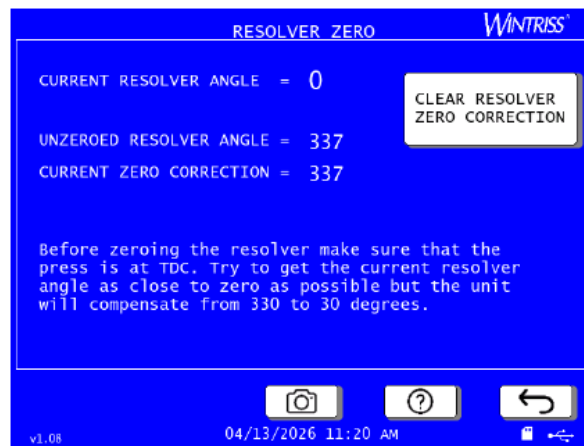 RESOLVER ZERO
WINTRISS
CURRENT RESOLVER ANGLE = 0
CLEAR RESOLVER
ZERO CORRECTION
UNZEROED RESOLVER ANGLE = 337
CURRENT ZERO CORRECTION = 337
Before zeroing the resolver make sure that the
press is at TDC. Try to get the current resolver
angle as close to zero as possible but the unit
will compensate from 330 to 30 degrees.
?
v1.08
04/13/2026 11:20 AM